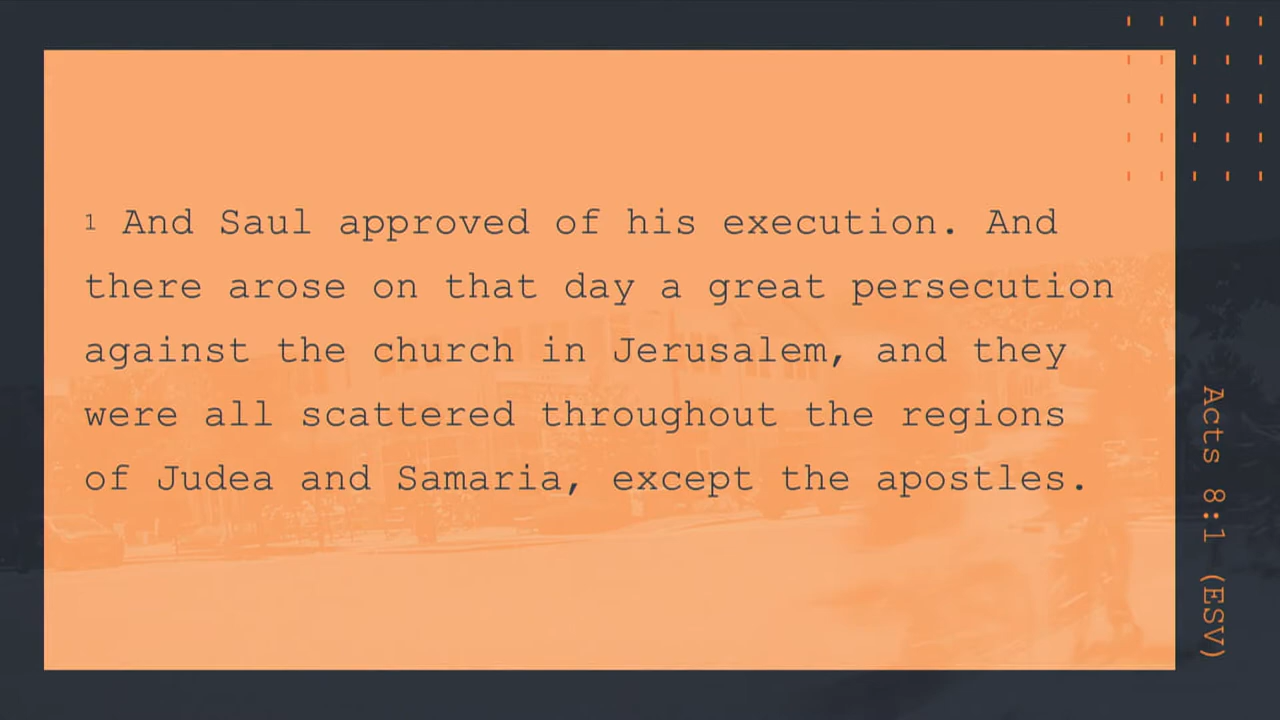 1 And Saul approved of his execution. And
there arose on that day a great persecution
against the church in Jerusalem, and they
were all scattered throughout the regions
of Judea and Samaria, except the apostles.
Acts 8:1 (ESV)